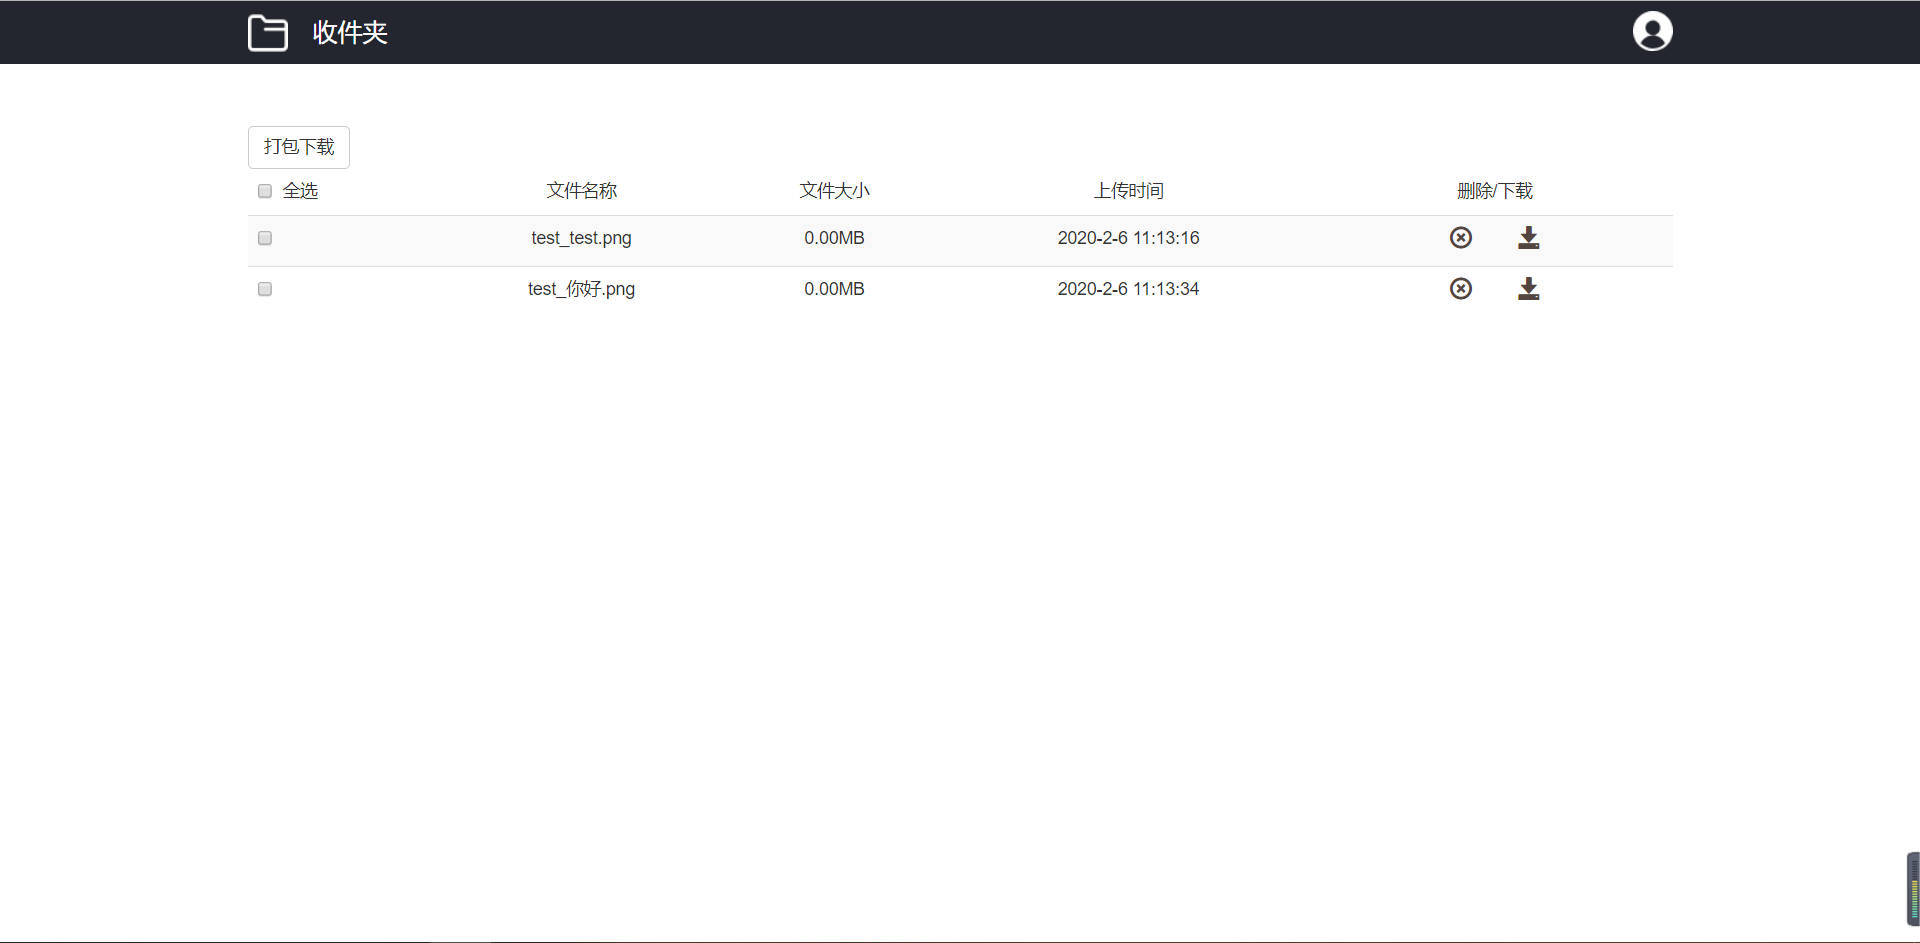 收件夹
打包下载
全选 文件名称 文件大小 上传时间 删除/下载
test_test.png 0.00MB 2020-2-6 11:13:16
test_你好.png 0.00MB 2020-2-6 11:13:34